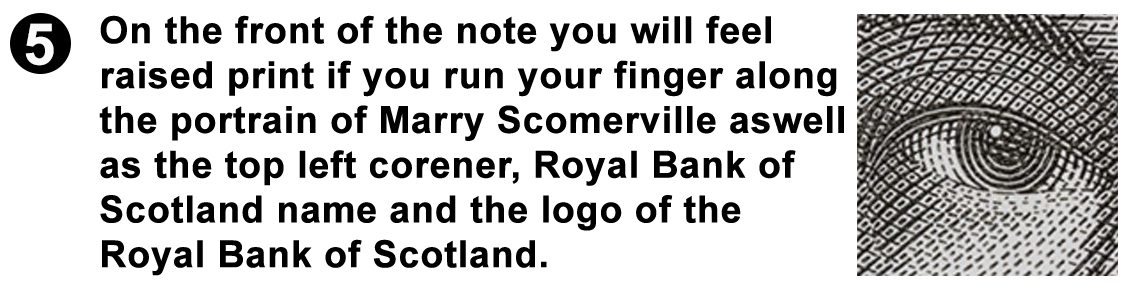 5 On the front of the note you will feel
raised print if you run your finger along
the portrain of Marry Scomerville aswell
as the top left corener, Royal Bank of
Scotland name and the logo of the
Royal Bank of Scotland.